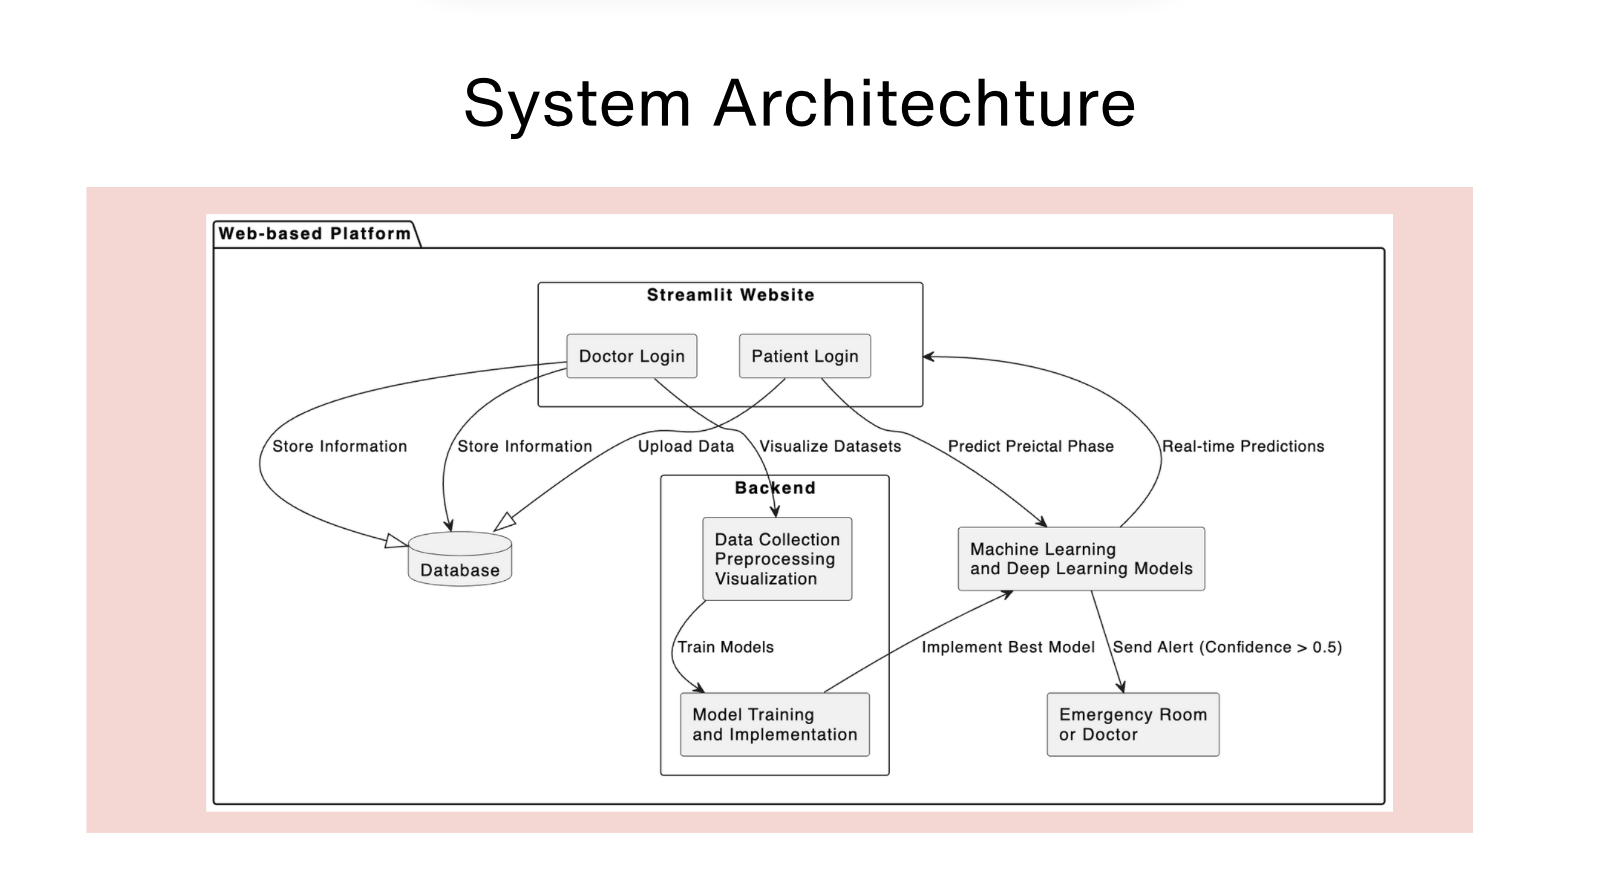 System Architechture
Web-based Platform
Streamlit Website
Doctor Login
Patient Login
Store Information
Store Information
Upload Data
Visualize Datasets
Predict Preictal Phase
Real-time Predictions
Backend
Database
Data Collection
Preprocessing
Visualization
Machine Learning
and Deep Learning Models
Train Models
Implement Best Model
Send Alert (Confidence > 0.5)
Model Training
and Implementation
Emergency Room
or Doctor